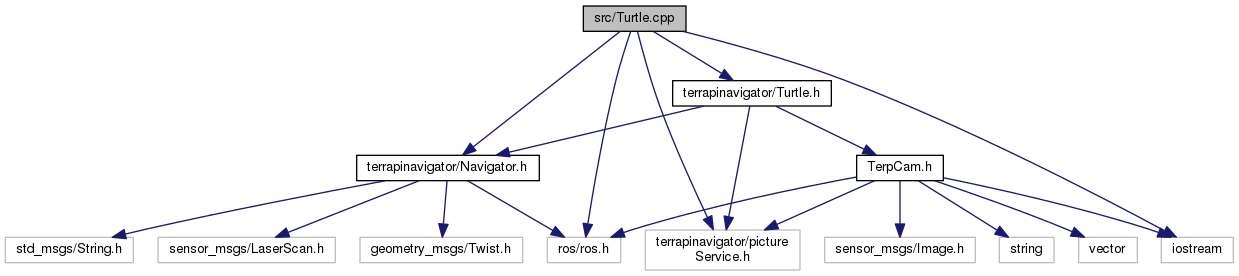 src/Turtle.cpp
terrapinavigator/Turtle.h
terrapinavigator/Navigator.h
TerpCam.h
std_msgs/String.h
sensor_msgs/LaserScan.h
geometry_msgs/Twist.h
ros/ros.h
terrapinavigator/picture
Service.h
sensor_msgs/Image.h
string
vector
iostream